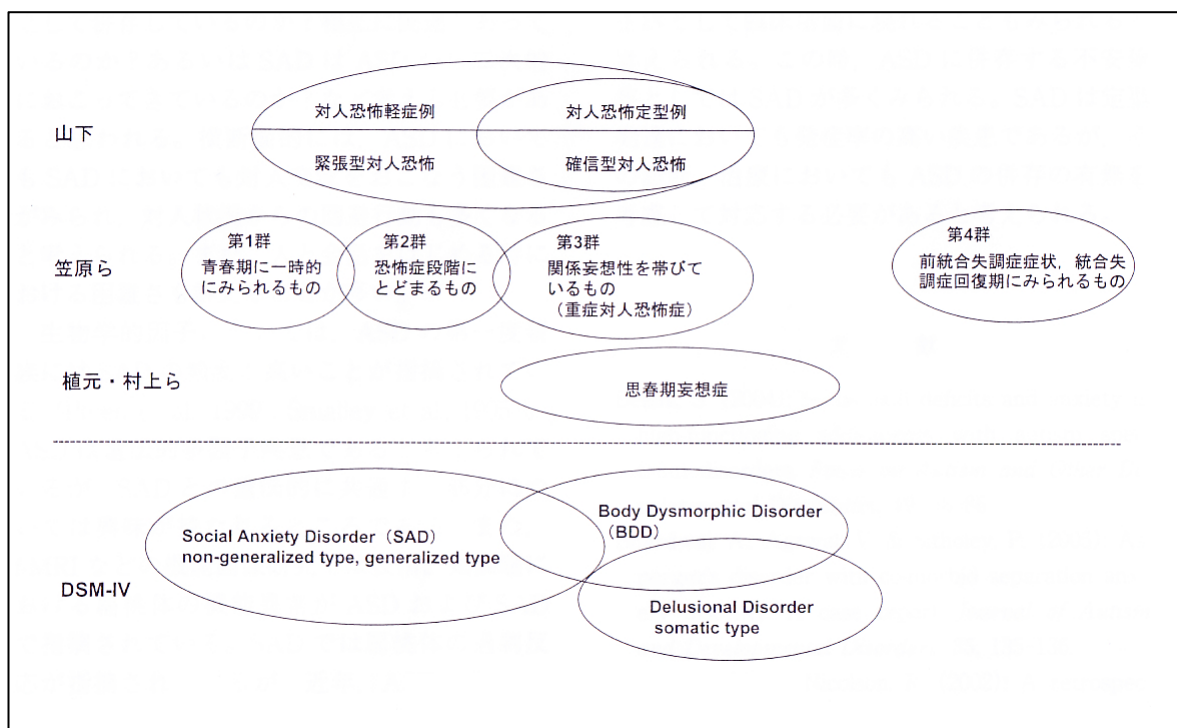 山下
対人恐怖軽症例
対人恐怖定型例
緊張型対人恐怖
確信型対人恐怖
笠原ら
第1群
青春期に一時的
にみられるもの
第2群
恐怖症段階に
とどまるもの
第3群
関係妄想性を帯びて
いるもの
（重症対人恐怖症）
第4群
前統合失調症症状，統合失
調症回復期にみられるもの
植元・村上ら
思春期妄想症
DSM-IV
Social Anxiety Disorder（SAD）
non-generalized type, generalized type
Body Dysmorphic Disorder
（BDD）
Delusional Disorder
somatic type